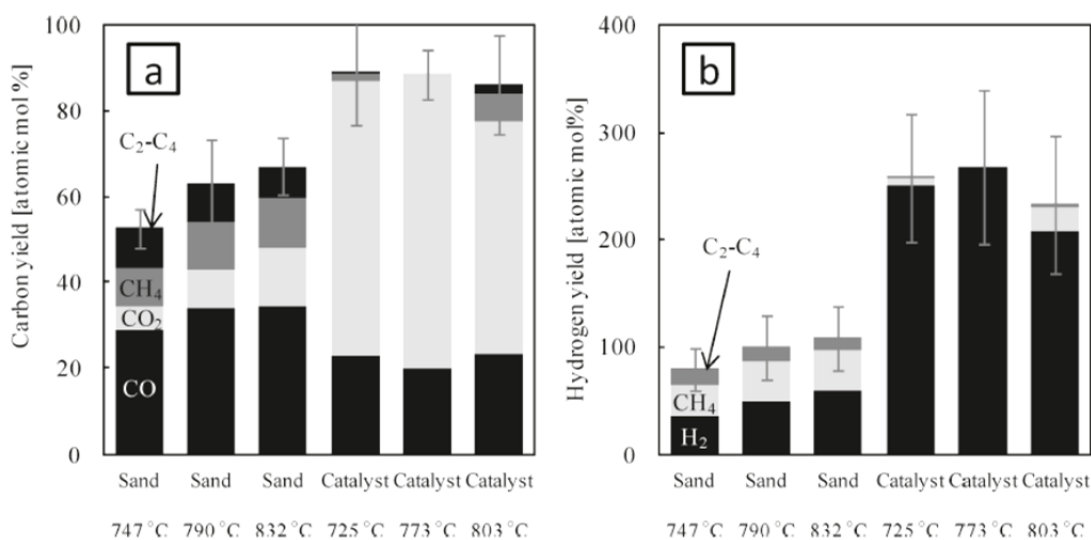 a
Carbon yield [atomic mol%]
100
80
60
40
20
0
C₂-C₄
CH₄
CO₂
CO
Sand Sand Sand Catalyst Catalyst Catalyst
747 °C 790 °C 832 °C 725 °C 773 °C 803 °C
b
Hydrogen yield [atomic mol%]
400
300
200
100
0
C₂-C₄
CH₄
H₂
Sand Sand Sand Catalyst Catalyst Catalyst
747 °C 790 °C 832 °C 725 °C 773 °C 803 °C